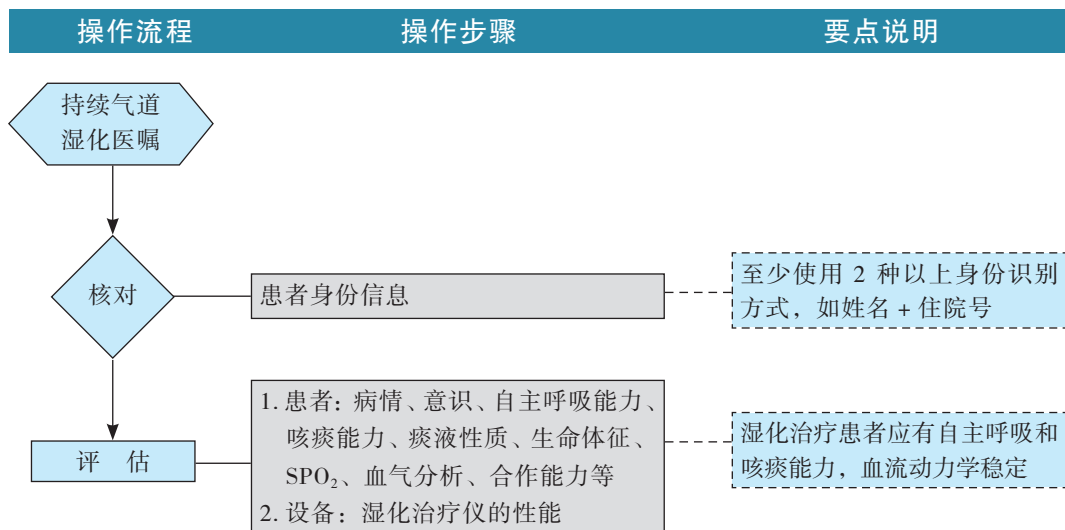 操作流程 操作步骤 要点说明
持续气道
湿化医嘱
核对
患者身份信息
至少使用 2 种以上身份识别
方式，如姓名 + 住院号
评 估
1. 患者：病情、意识、自主呼吸能力、
咳痰能力、痰液性质、生命体征、
SPO₂、血气分析、合作能力等
2. 设备：湿化治疗仪的性能
湿化治疗患者应有自主呼吸和
咳痰能力，血流动力学稳定